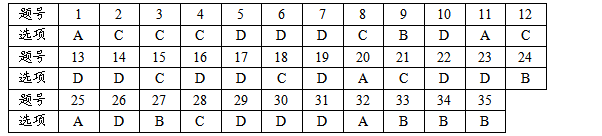 题号 1 2 3 4 5 6 7 8 9 10 11 12
选项 A C C C D D D C B D A C
题号 13 14 15 16 17 18 19 20 21 22 23 24
选项 D D C D D C D A C D D B
题号 25 26 27 28 29 30 31 32 33 34 35
选项 A D B C D D D A B B B